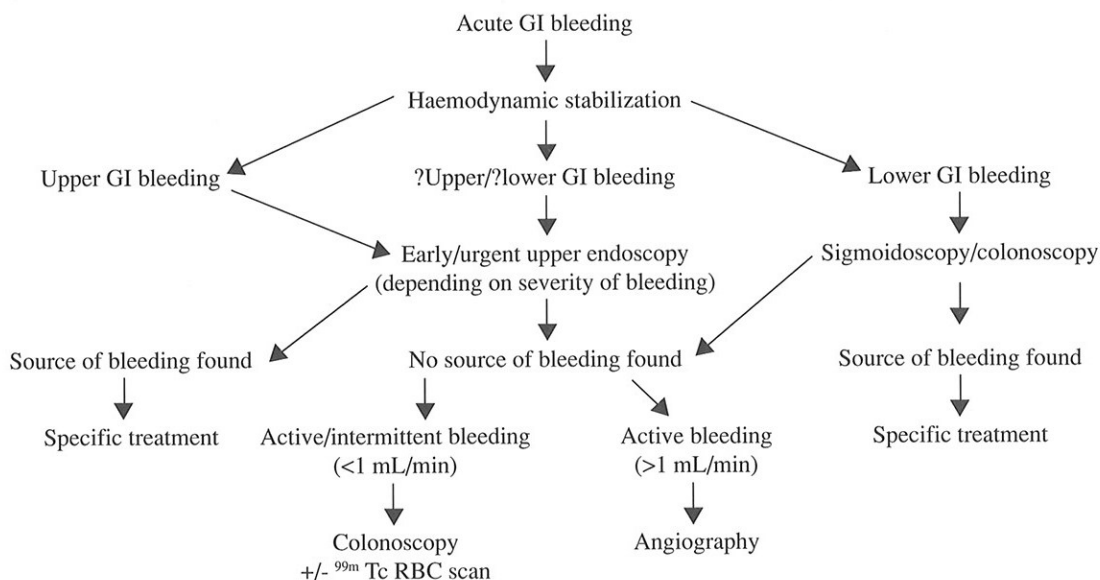 Acute GI bleeding
Haemodynamic stabilization
Upper GI bleeding
?Upper/?lower GI bleeding
Lower GI bleeding
Early/urgent upper endoscopy
(depending on severity of bleeding)
Sigmoidoscopy/colonoscopy
Source of bleeding found
No source of bleeding found
Source of bleeding found
Specific treatment
Active/intermittent bleeding
(<1 mL/min)
Active bleeding
(>1 mL/min)
Specific treatment
Colonoscopy
+/- ⁹⁹ᵐ Tc RBC scan
Angiography